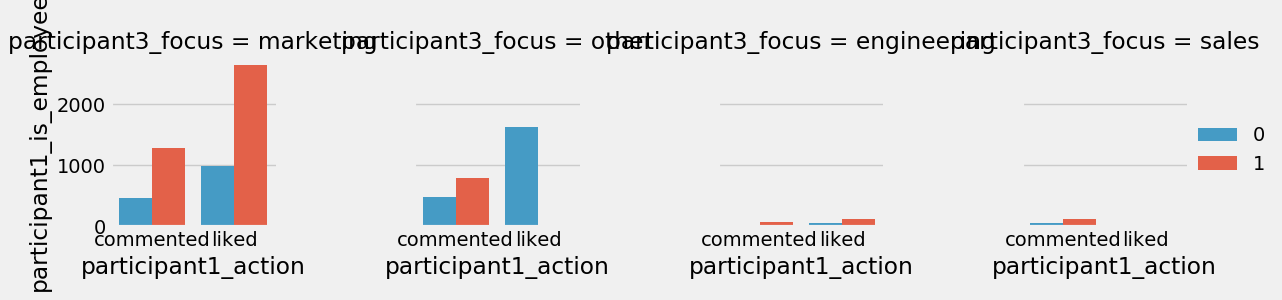 participant3_focus = marketing
participant3_focus = other
participant3_focus = engineering
participant3_focus = sales
participant1_is_employee
2000
1000
0
commented liked
commented liked
commented liked
commented liked
participant1_action
participant1_action
participant1_action
participant1_action
0
1